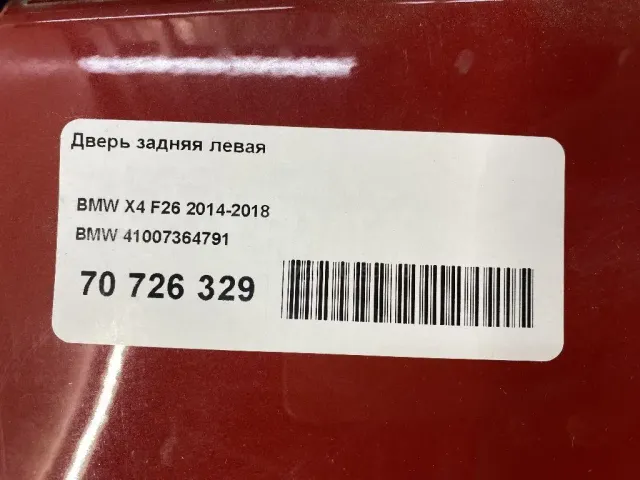 Дверь задняя левая
BMW X4 F26 2014-2018
BMW 41007364791
70 726 329